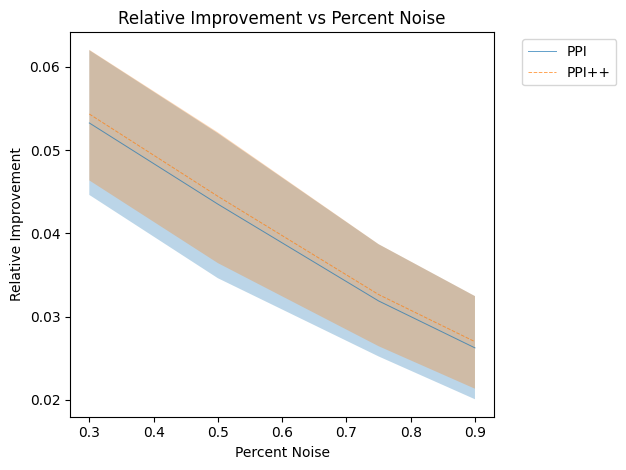 Relative Improvement vs Percent Noise
PPI
PPI++
Relative Improvement
0.06
0.05
0.04
0.03
0.02
0.3 0.4 0.5 0.6 0.7 0.8 0.9
Percent Noise